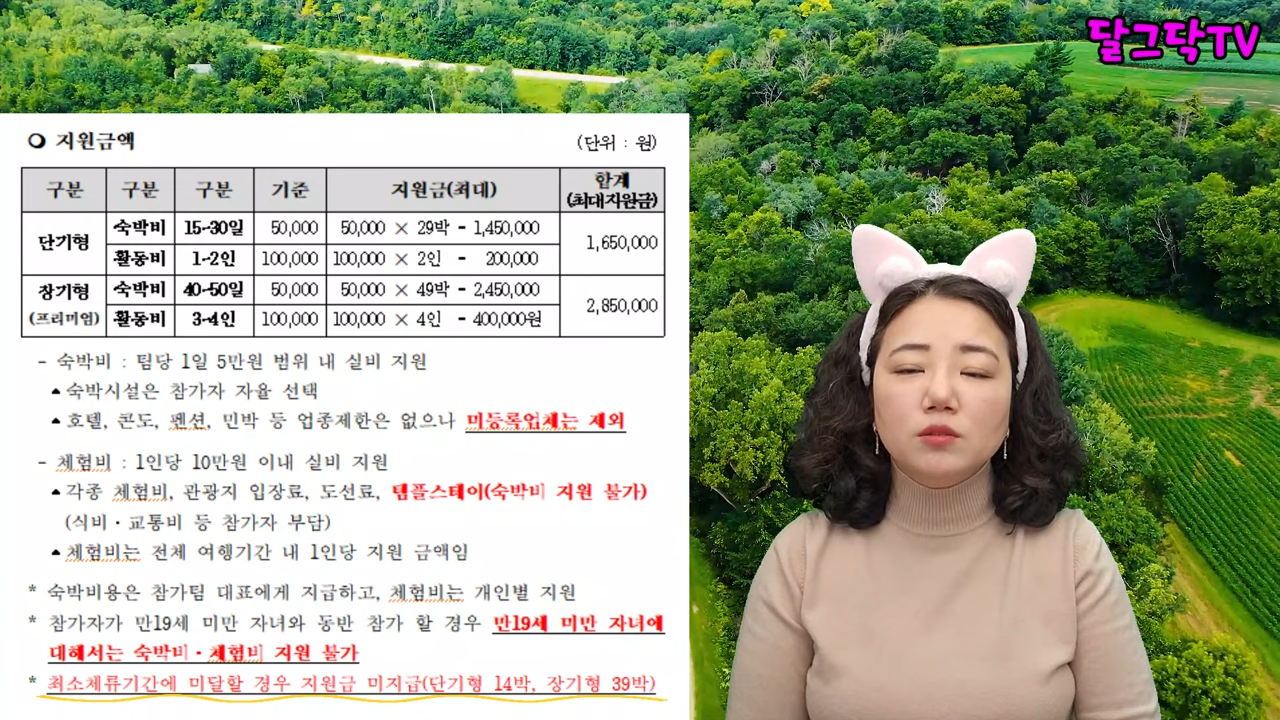 달그닥TV
지원금액 (단위 : 원)
구분 구분 구분 기준 지원금(최대) 합계
(최대지원금)
단기형 숙박비 15-30일 50,000 50,000 × 29박 - 1,450,000 1,650,000
활동비 1-2인 100,000 100,000 × 2인 - 200,000
장기형 숙박비 40-50일 50,000 50,000 × 49박 - 2,450,000 2,850,000
(프리미엄) 활동비 3-4인 100,000 100,000 × 4인 - 400,000원
- 숙박비 : 팀당 1일 5만원 범위 내 실비 지원
▲숙박시설은 참가자 자율 선택
▲호텔, 콘도, 펜션, 민박 등 업종제한은 없으나 미등록업체는 제외
- 체험비 : 1인당 10만원 이내 실비 지원
▲각종 체험비, 관광지 입장료, 도선료, 템플스테이(숙박비 지원 불가)
(식비·교통비 등 참가자 부담)
▲체험비는 전체 여행기간 내 1인당 지원 금액임
* 숙박비용은 참가팀 대표에게 지급하고, 체험비는 개인별 지원
* 참가자가 만19세 미만 자녀와 동반 참가 할 경우 만19세 미만 자녀에
대해서는 숙박비·체험비 지원 불가
* 최소체류기간에 미달할 경우 지원금 미지급(단기형 14박, 장기형 39박)